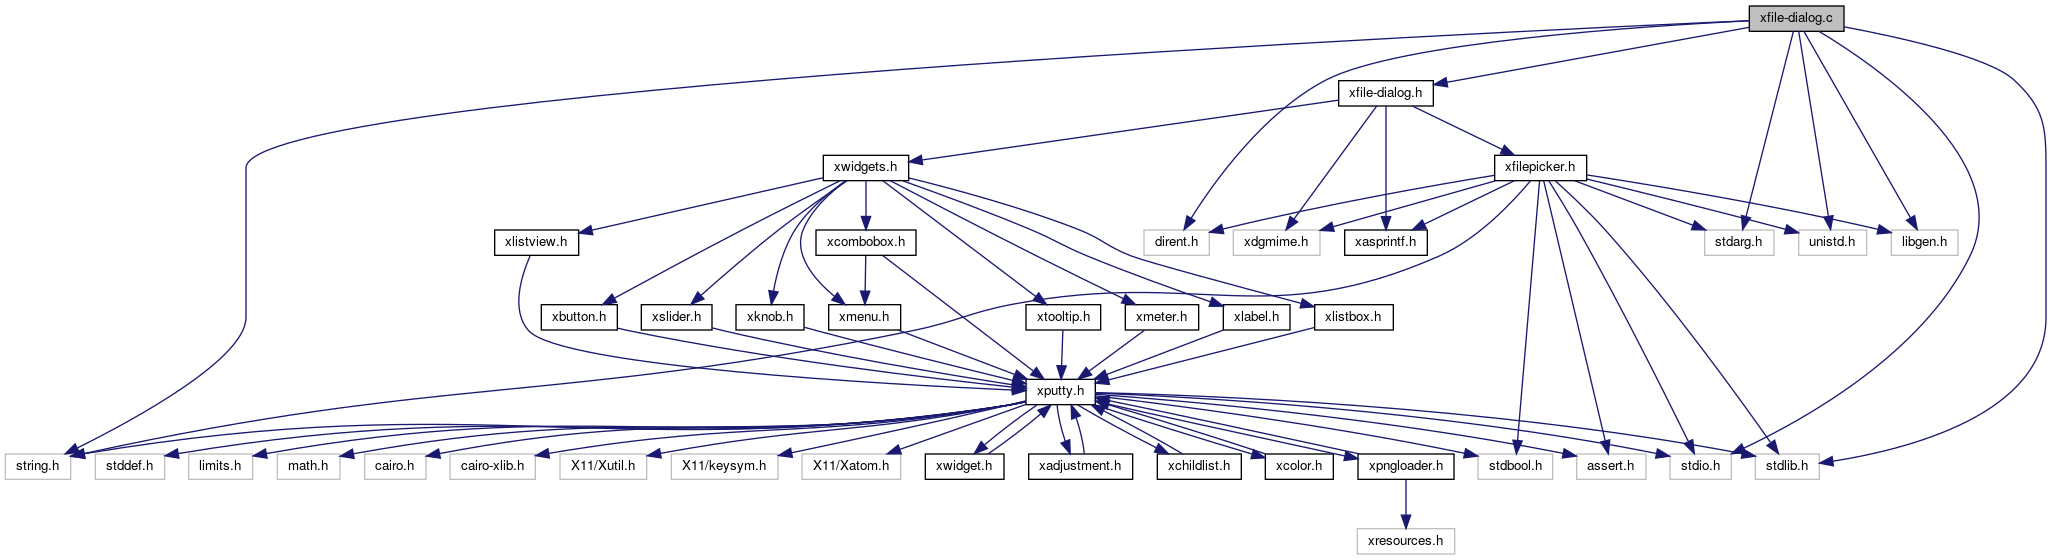 xfile-dialog.c
xfile-dialog.h
xwidgets.h
xfilepicker.h
xlistview.h
xcombobox.h
dirent.h
xdgmime.h
xasprintf.h
stdarg.h
unistd.h
libgen.h
xbutton.h
xslider.h
xknob.h
xmenu.h
xtooltip.h
xmeter.h
xlabel.h
xlistbox.h
xputty.h
string.h
stddef.h
limits.h
math.h
cairo.h
cairo-xlib.h
X11/Xutil.h
X11/keysym.h
X11/Xatom.h
xwidget.h
xadjustment.h
xchildlist.h
xcolor.h
xpngloader.h
stdbool.h
assert.h
stdio.h
stdlib.h
xresources.h